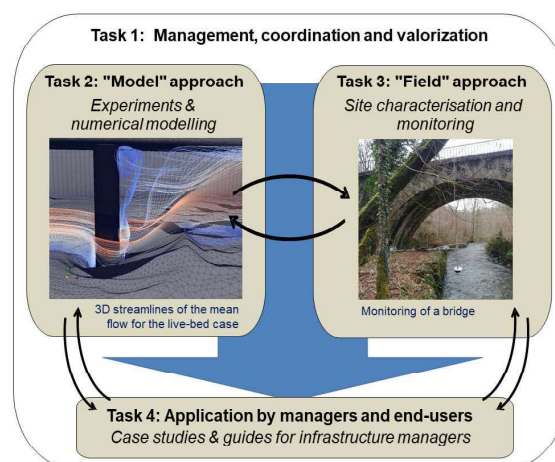 Task 1: Management, coordination and valorization
Task 2: "Model" approach
Experiments &
numerical modelling
3D streamlines of the mean
flow for the live-bed case
Task 3: "Field" approach
Site characterisation and
monitoring
Monitoring of a bridge
Task 4: Application by managers and end-users
Case studies & guides for infrastructure managers